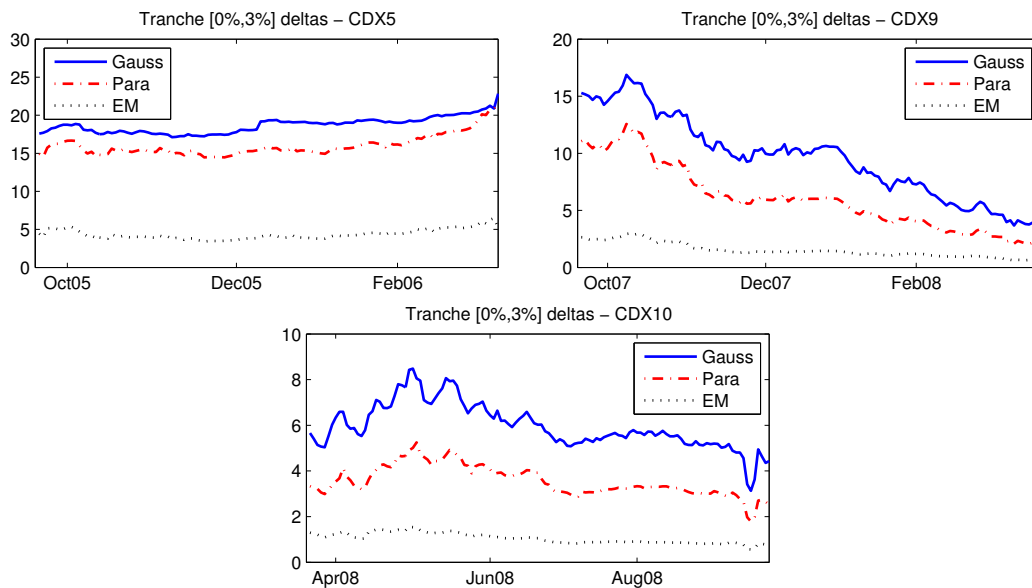 Tranche [0%,3%] deltas − CDX5
30
25
20
15
10
5
0
Oct05 Dec05 Feb06
Gauss
Para
EM
Tranche [0%,3%] deltas − CDX9
20
15
10
5
0
Oct07 Dec07 Feb08
Gauss
Para
EM
Tranche [0%,3%] deltas − CDX10
10
8
6
4
2
0
Apr08 Jun08 Aug08
Gauss
Para
EM